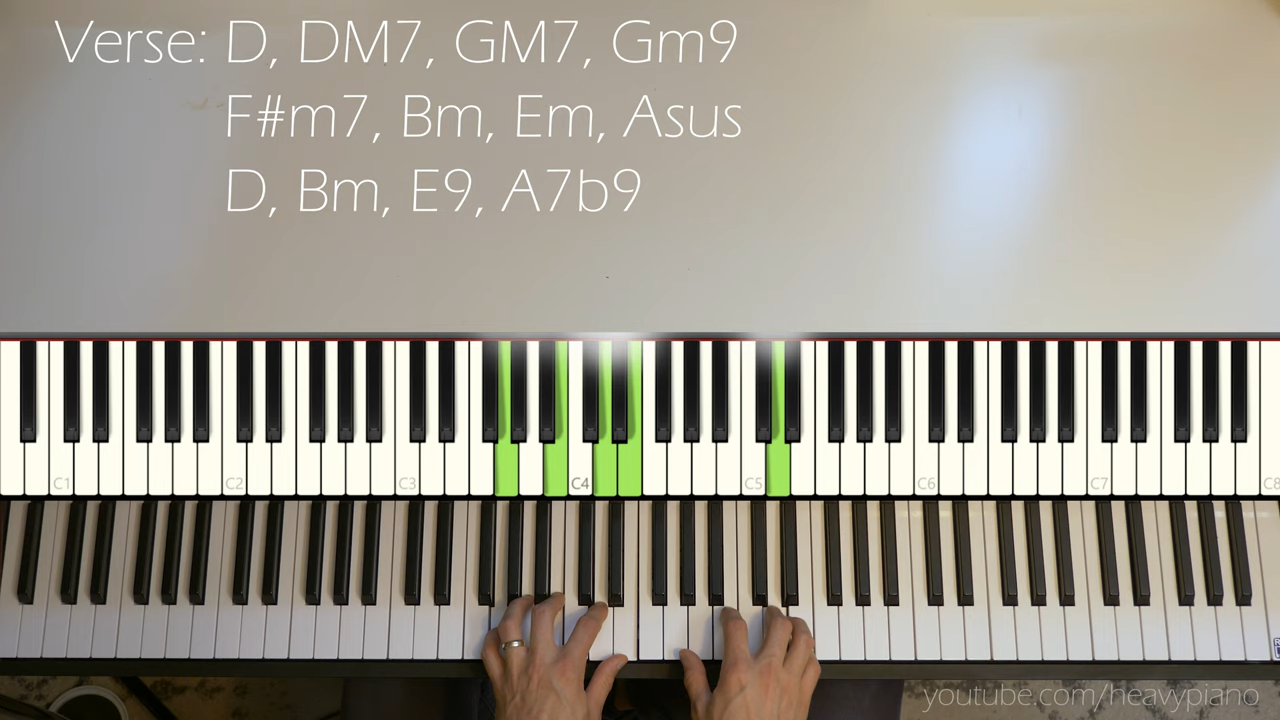 Verse: D, DM7, GM7, Gm9
F#m7, Bm, Em, Asus
D, Bm, E9, A7b9
C1 C2 C3 C4 C5 C6 C7 C8
youtube.com/heavypiano